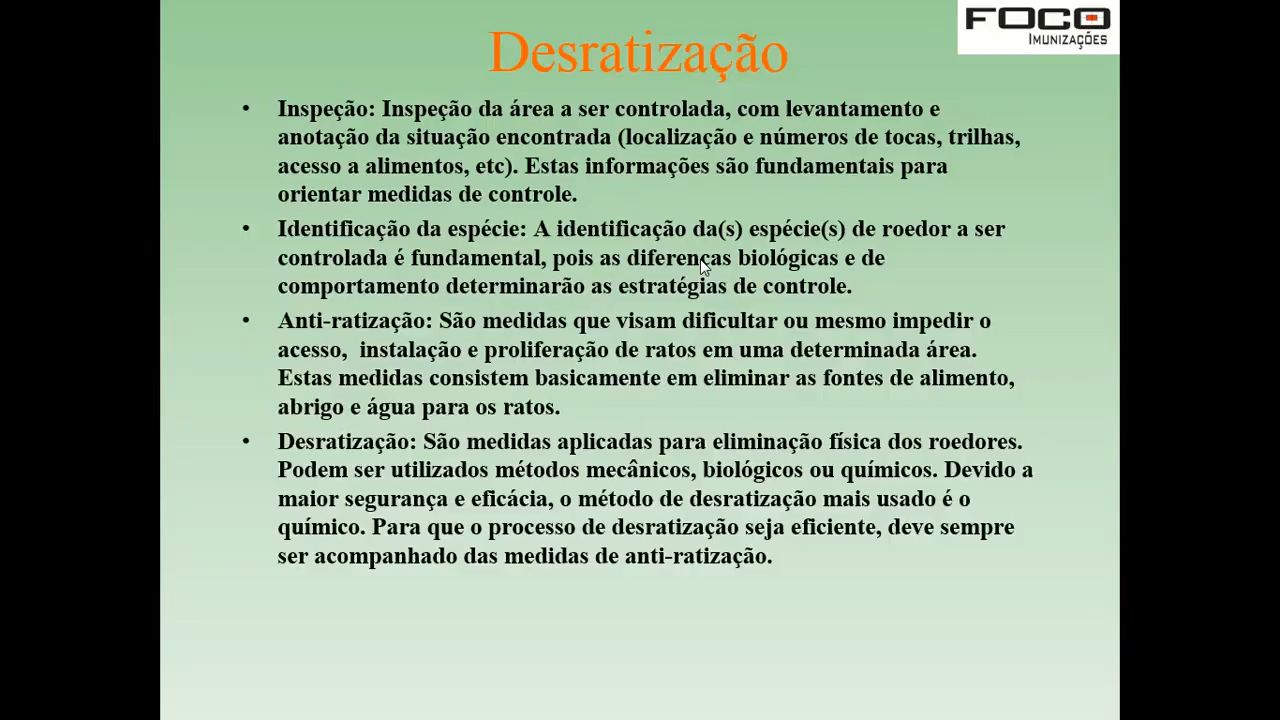 FOCO
IMUNIZAÇÕES
Desratização
• Inspeção: Inspeção da área a ser controlada, com levantamento e
anotação da situação encontrada (localização e números de tocas, trilhas,
acesso a alimentos, etc). Estas informações são fundamentais para
orientar medidas de controle.
• Identificação da espécie: A identificação da(s) espécie(s) de roedor a ser
controlada é fundamental, pois as diferenças biológicas e de
comportamento determinarão as estratégias de controle.
• Anti-ratização: São medidas que visam dificultar ou mesmo impedir o
acesso, instalação e proliferação de ratos em uma determinada área.
Estas medidas consistem basicamente em eliminar as fontes de alimento,
abrigo e água para os ratos.
• Desratização: São medidas aplicadas para eliminação física dos roedores.
Podem ser utilizados métodos mecânicos, biológicos ou químicos. Devido a
maior segurança e eficácia, o método de desratização mais usado é o
químico. Para que o processo de desratização seja eficiente, deve sempre
ser acompanhado das medidas de anti-ratização.